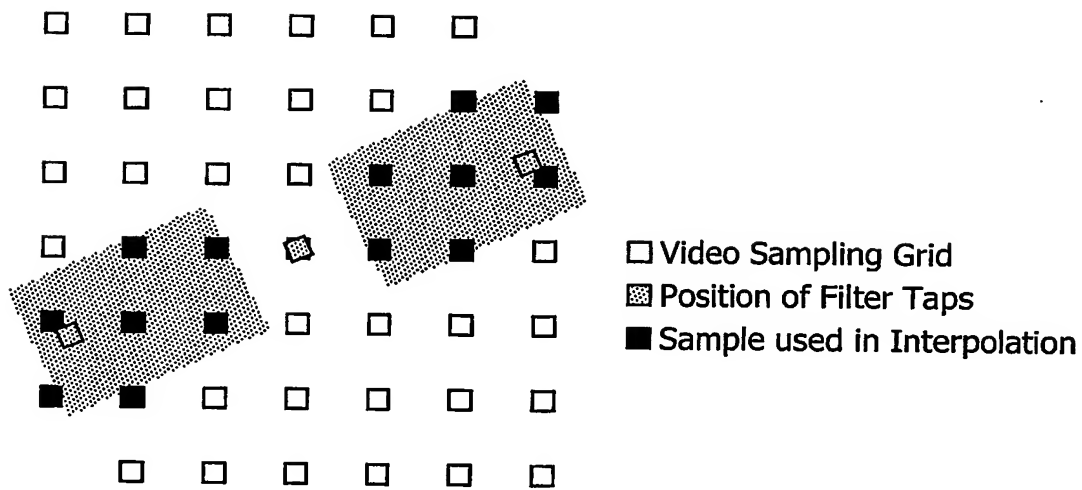 Video Sampling Grid
Position of Filter Taps
Sample used in Interpolation